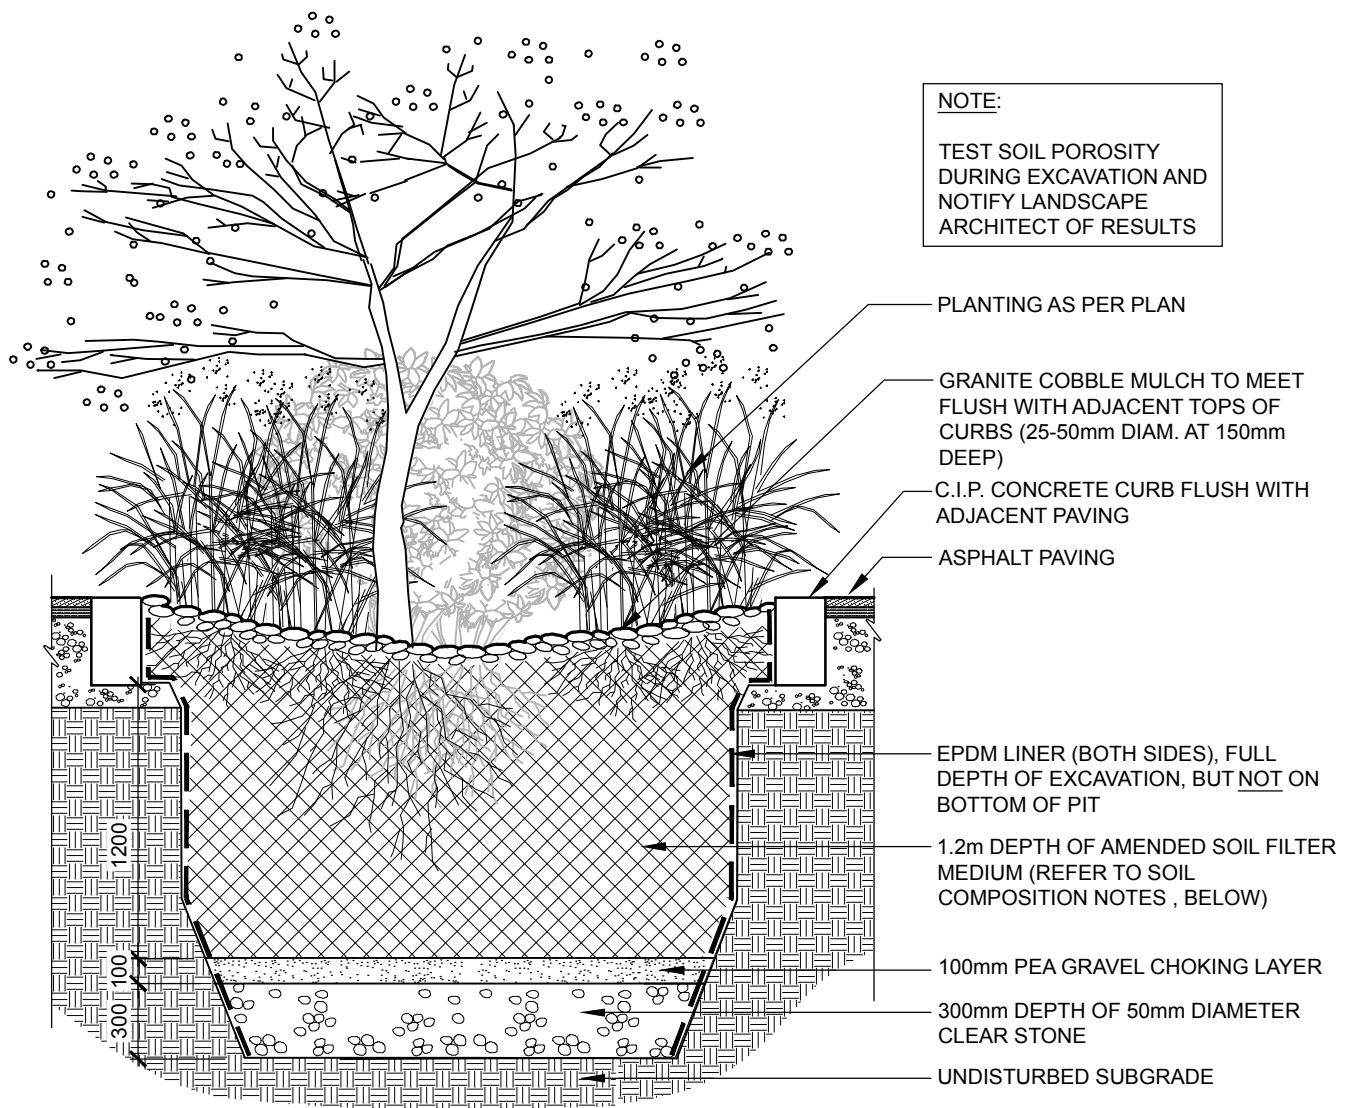 NOTE:
TEST SOIL POROSITY
DURING EXCAVATION AND
NOTIFY LANDSCAPE
ARCHITECT OF RESULTS
PLANTING AS PER PLAN
GRANITE COBBLE MULCH TO MEET
FLUSH WITH ADJACENT TOPS OF
CURBS (25-50mm DIAM. AT 150mm
DEEP)
C.I.P. CONCRETE CURB FLUSH WITH
ADJACENT PAVING
ASPHALT PAVING
EPDM LINER (BOTH SIDES), FULL
DEPTH OF EXCAVATION, BUT NOT ON
BOTTOM OF PIT
1.2m DEPTH OF AMENDED SOIL FILTER
MEDIUM (REFER TO SOIL
COMPOSITION NOTES , BELOW)
100mm PEA GRAVEL CHOKING LAYER
300mm DEPTH OF 50mm DIAMETER
CLEAR STONE
UNDISTURBED SUBGRADE
1200
100
300